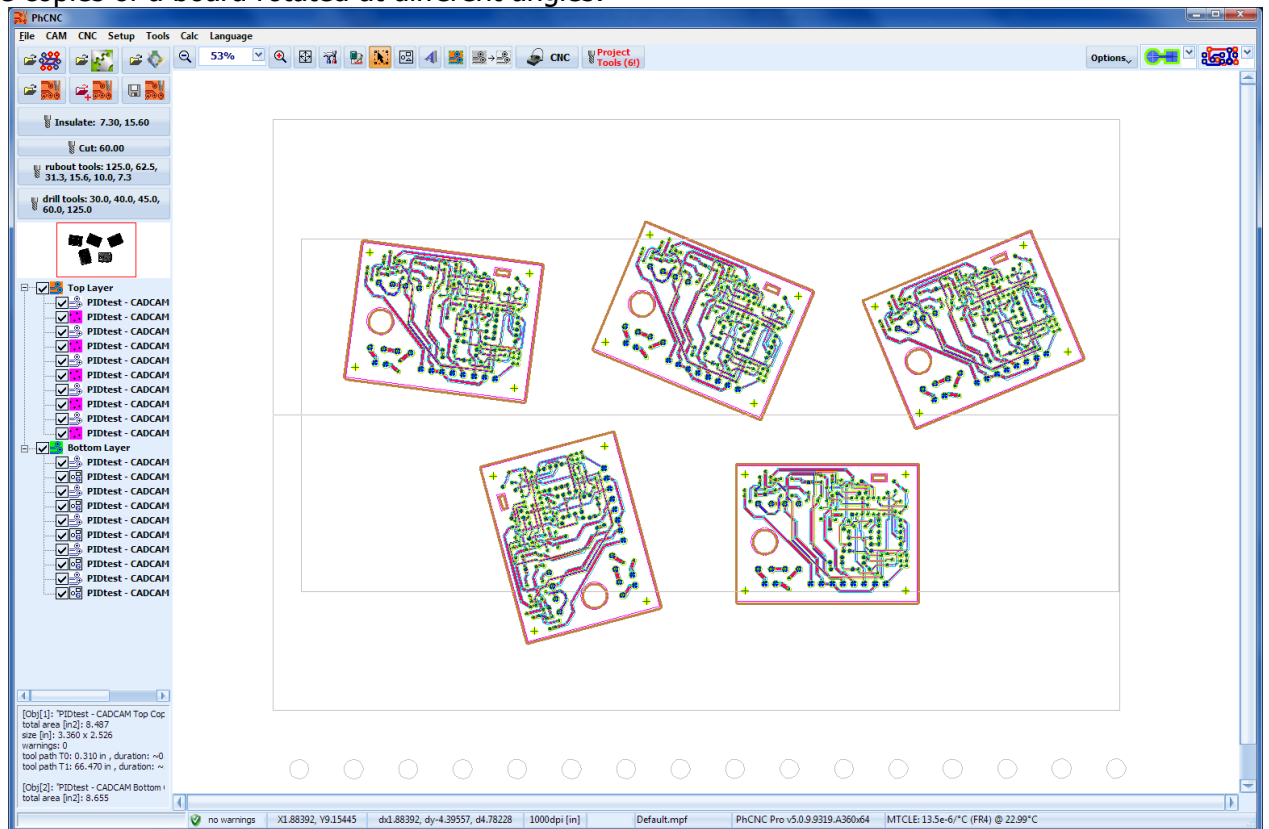 copies of a board rotated at different angles.
PhCNC
File CAM CNC Setup Tools Calc Language
53%
CNC
Project
Tools (6!)
Options
Insulate: 7.30, 15.60
Cut: 60.00
rubout tools: 125.0, 62.5,
31.3, 15.6, 10.0, 7.3
drill tools: 30.0, 40.0, 45.0,
60.0, 125.0
Top Layer
PIDtest - CADCAM
PIDtest - CADCAM
PIDtest - CADCAM
PIDtest - CADCAM
PIDtest - CADCAM
PIDtest - CADCAM
PIDtest - CADCAM
PIDtest - CADCAM
PIDtest - CADCAM
PIDtest - CADCAM
Bottom Layer
PIDtest - CADCAM
PIDtest - CADCAM
PIDtest - CADCAM
PIDtest - CADCAM
PIDtest - CADCAM
PIDtest - CADCAM
PIDtest - CADCAM
PIDtest - CADCAM
PIDtest - CADCAM
PIDtest - CADCAM
[Obj[1]: "PIDtest - CADCAM Top Cop
total area [in2]: 8.487
size [in]: 3.360 x 2.526
warnings: 0
tool path T0: 0.310 in , duration: ~0
tool path T1: 66.470 in , duration: ~
[Obj[2]: "PIDtest - CADCAM Bottom
total area [in2]: 8.655
no warnings X1.88392, Y9.15445 dx1.88392, dy-4.39557, d4.78228 1000dpi [in] Default.mpf PhCNC Pro v5.0.9.9319.A360x64 MTCLE: 13.5e-6/°C (FR4) @ 22.99°C